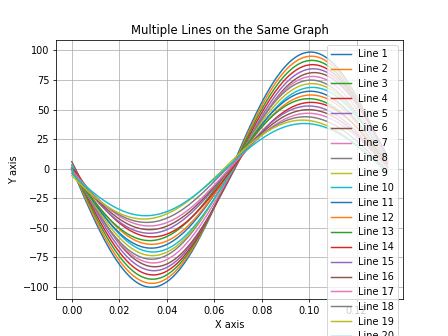 Multiple Lines on the Same Graph
Y axis
100
75
50
25
0
−25
−50
−75
−100
0.00
0.02
0.04
0.06
0.08
0.10
X axis
Line 1
Line 2
Line 3
Line 4
Line 5
Line 6
Line 7
Line 8
Line 9
Line 10
Line 11
Line 12
Line 13
Line 14
Line 15
Line 16
Line 17
Line 18
Line 19
Line 20